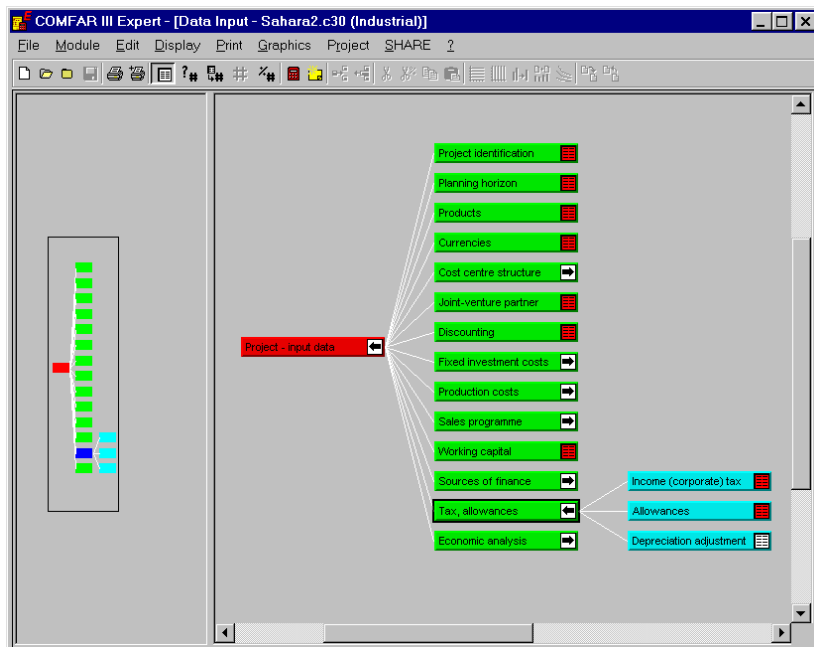 COMFAR III Expert - [Data Input - Sahara2.c30 (Industrial)]
File Module Edit Display Print Graphics Project SHARE ?
Project identification
Planning horizon
Products
Currencies
Cost centre structure
Joint-venture partner
Discounting
Project - input data
Fixed investment costs
Production costs
Sales programme
Working capital
Sources of finance
Income (corporate) tax
Tax, allowances
Allowances
Economic analysis
Depreciation adjustment